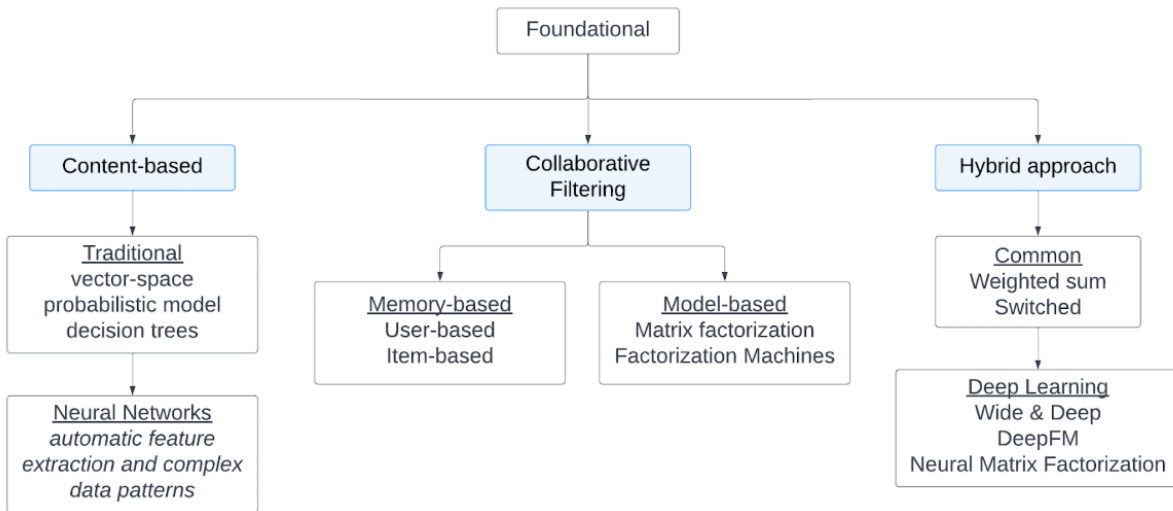 Foundational
Content-based
Collaborative
Filtering
Hybrid approach
Traditional
vector-space
probabilistic model
decision trees
Neural Networks
automatic feature
extraction and complex
data patterns
Memory-based
User-based
Item-based
Model-based
Matrix factorization
Factorization Machines
Common
Weighted sum
Switched
Deep Learning
Wide & Deep
DeepFM
Neural Matrix Factorization